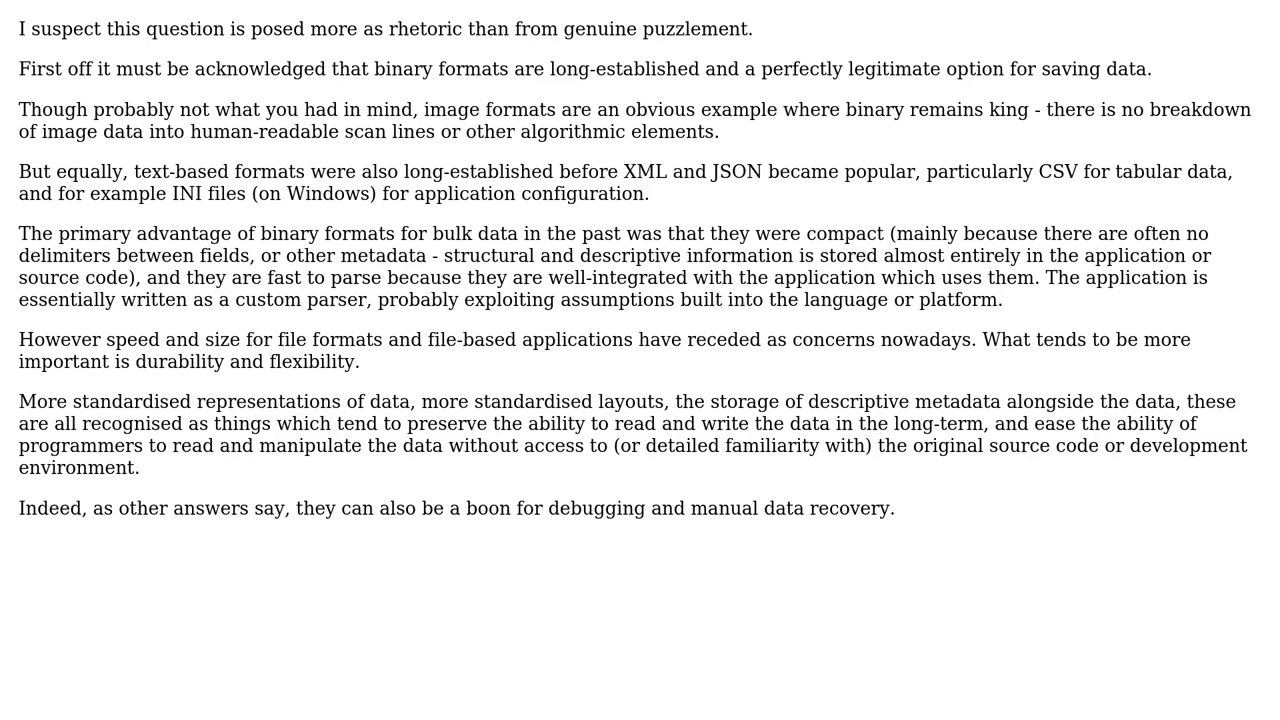 I suspect this question is posed more as rhetoric than from genuine puzzlement.
First off it must be acknowledged that binary formats are long-established and a perfectly legitimate option for saving data.
Though probably not what you had in mind, image formats are an obvious example where binary remains king - there is no breakdown
of image data into human-readable scan lines or other algorithmic elements.
But equally, text-based formats were also long-established before XML and JSON became popular, particularly CSV for tabular data,
and for example INI files (on Windows) for application configuration.
The primary advantage of binary formats for bulk data in the past was that they were compact (mainly because there are often no
delimiters between fields, or other metadata - structural and descriptive information is stored almost entirely in the application or
source code), and they are fast to parse because they are well-integrated with the application which uses them. The application is
essentially written as a custom parser, probably exploiting assumptions built into the language or platform.
However speed and size for file formats and file-based applications have receded as concerns nowadays. What tends to be more
important is durability and flexibility.
More standardised representations of data, more standardised layouts, the storage of descriptive metadata alongside the data, these
are all recognised as things which tend to preserve the ability to read and write the data in the long-term, and ease the ability of
programmers to read and manipulate the data without access to (or detailed familiarity with) the original source code or development
environment.
Indeed, as other answers say, they can also be a boon for debugging and manual data recovery.